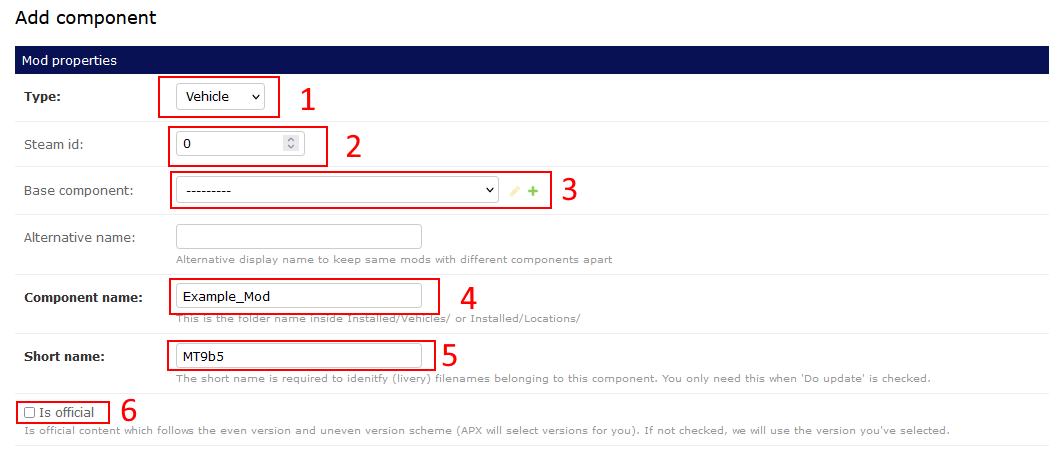 Add component
Mod properties
Type: Vehicle 1
Steam id: 0 2
Base component: --------- 3
Alternative name:
Alternative display name to keep same mods with different components apart
Component name: Example_Mod 4
This is the folder name inside Installed/Vehicles/ or Installed/Locations/
Short name: MT9b5 5
The short name is required to idenitfy (livery) filenames belonging to this component. You only need this when 'Do update' is checked.
Is official 6
Is official content which follows the even version and uneven version scheme (APX will select versions for you). If not checked, we will use the version you've selected.